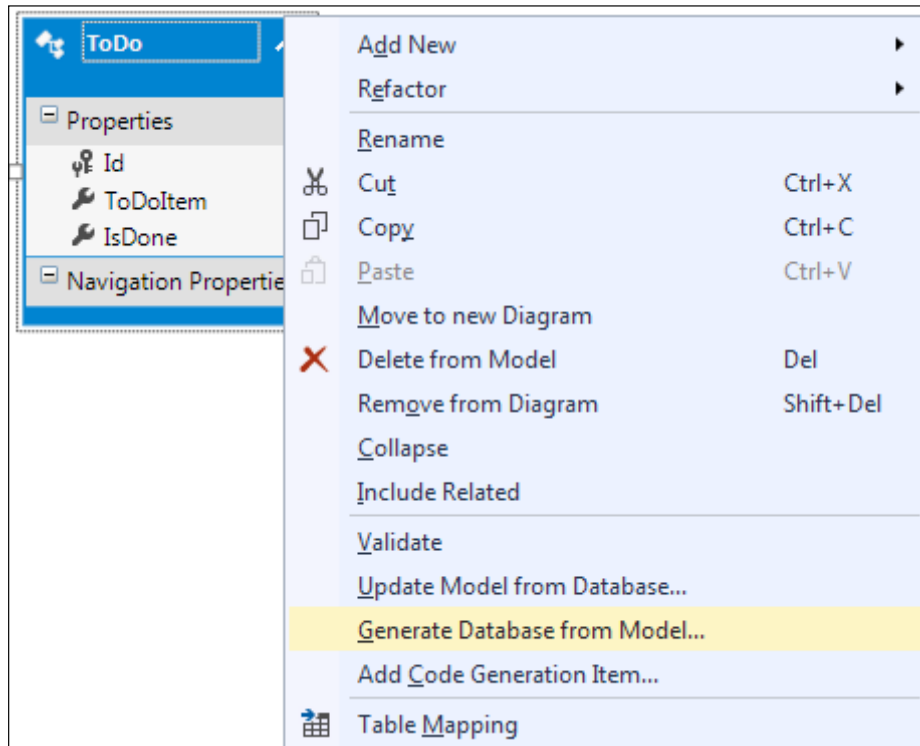 ToDo
Properties
Id
ToDoItem
IsDone
Navigation Propertie
Add New
Refactor
Rename
Cut Ctrl+X
Copy Ctrl+C
Paste Ctrl+V
Move to new Diagram
Delete from Model Del
Remove from Diagram Shift+Del
Collapse
Include Related
Validate
Update Model from Database...
Generate Database from Model...
Add Code Generation Item...
Table Mapping